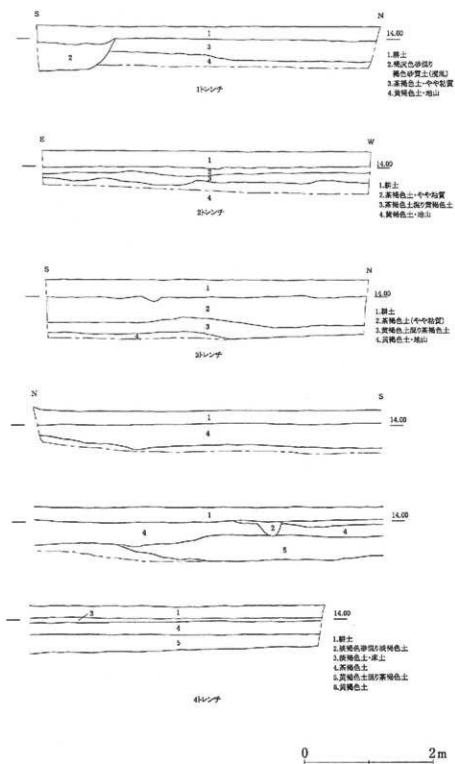 S N
1
14.00
3
2
4
1.耕土
2.褐灰色砂混り
褐色砂質土(攪乱)
3.茶褐色土・やや粘質
4.黄褐色土・地山
1トレンチ
E W
1
14.00
2
3
4
1.耕土
2.茶褐色土・やや粘質
3.茶褐色土混り黄褐色土
4.黄褐色土・地山
2トレンチ
S N
1
14.00
2
3
4
1.耕土
2.茶褐色土(やや粘質)
3.黄褐色土混り茶褐色土
4.黄褐色土・地山
3トレンチ
N S
1
14.00
4
1
14.00
2
4
4
5
3
1
14.00
4
5
1.耕土
2.淡褐色砂混り淡褐色土
3.淡褐色土・床土
4.茶褐色土
5.黄褐色土混り茶褐色土
6.黄褐色土
4トレンチ
0 2m